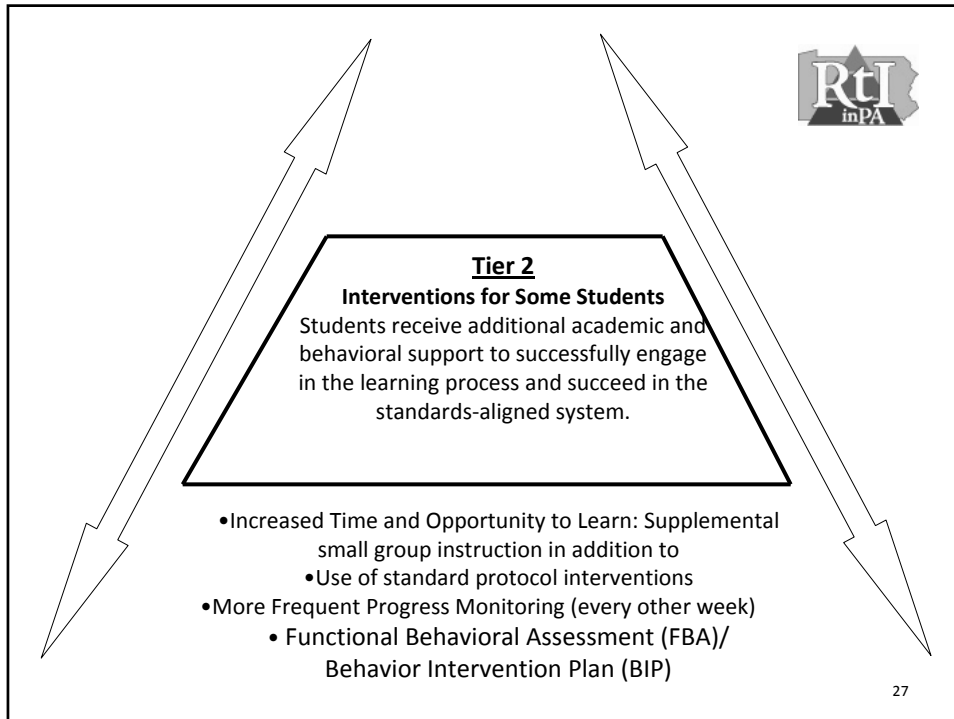 RtI
inPA
Tier 2
Interventions for Some Students
Students receive additional academic and
behavioral support to successfully engage
in the learning process and succeed in the
standards-aligned system.
•Increased Time and Opportunity to Learn: Supplemental
small group instruction in addition to
•Use of standard protocol interventions
•More Frequent Progress Monitoring (every other week)
• Functional Behavioral Assessment (FBA)/
Behavior Intervention Plan (BIP)
27